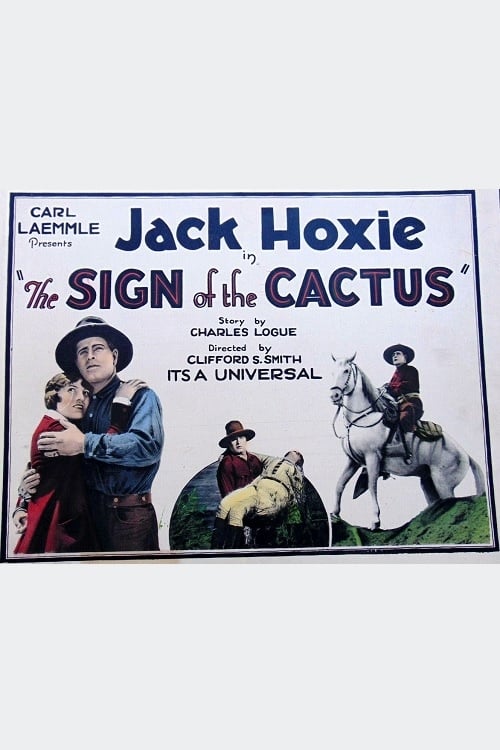 CARL
LAEMMLE
Presents
Jack Hoxie
in
"The SIGN of the CACTUS"
Story by
CHARLES LOGUE
Directed by
CLIFFORD S. SMITH
ITS A UNIVERSAL